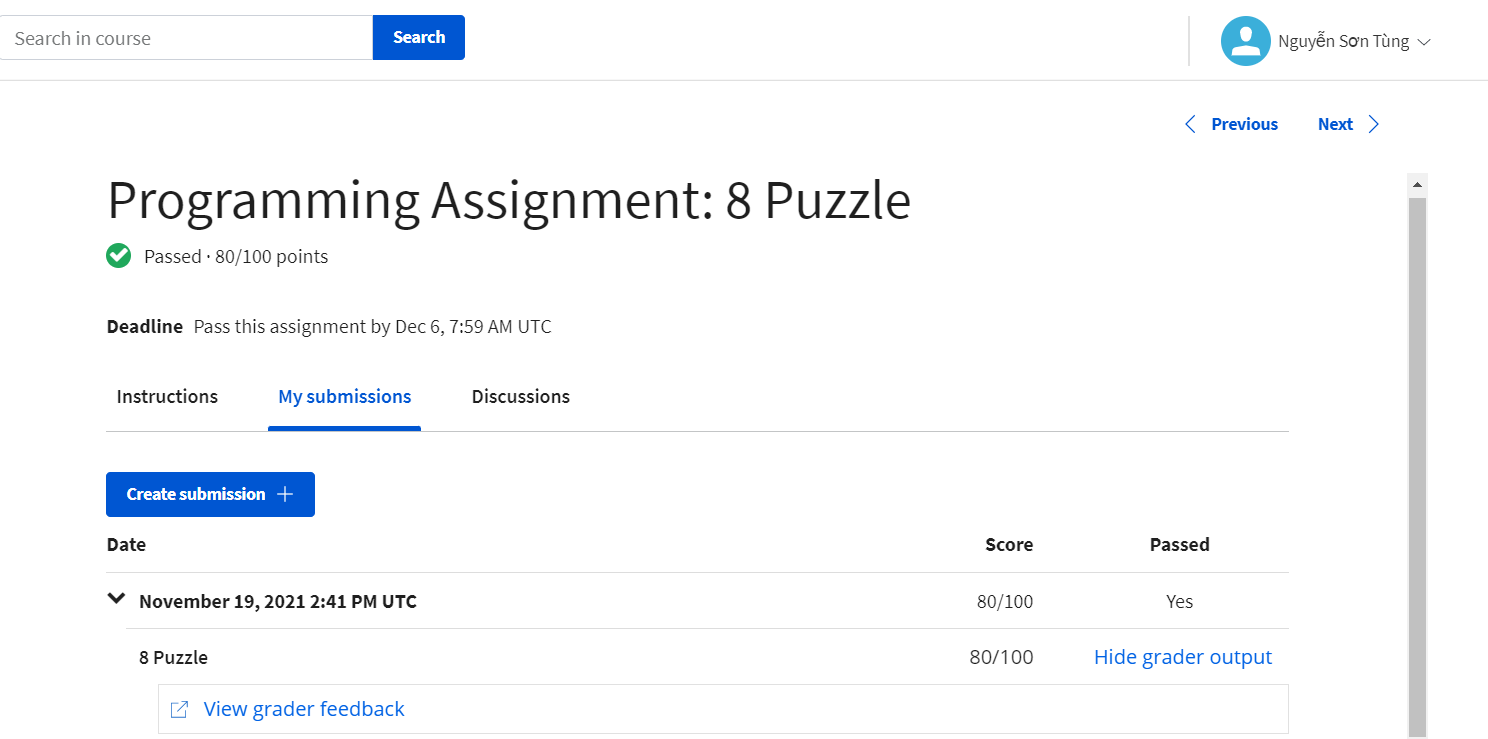 Search in course
Search
Nguyễn Sơn Tùng
Previous
Next
Programming Assignment: 8 Puzzle
Passed · 80/100 points
Deadline Pass this assignment by Dec 6, 7:59 AM UTC
Instructions My submissions Discussions
Create submission
Date Score Passed
November 19, 2021 2:41 PM UTC 80/100 Yes
8 Puzzle 80/100 Hide grader output
View grader feedback